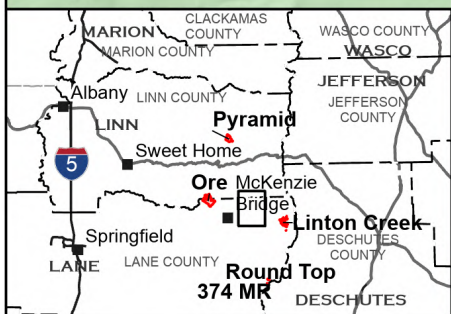 CLACKAMAS
COUNTY
WASCO COUNTY
MARION
MARION COUNTY
WASCO
JEFFERSON
Albany
LINN COUNTY
JEFFERSON
COUNTY
LINN
Pyramid
Sweet Home
5
Ore
McKenzie
Bridge
Linton Creek
Springfield
DESCHUTES
COUNTY
LANE
LANE COUNTY
Round Top
374 MR
DESCHUTES